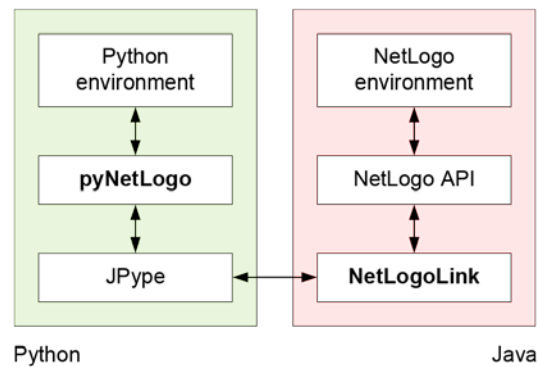 Python
environment
pyNetLogo
JPype
Python
NetLogo
environment
NetLogo API
NetLogoLink
Java